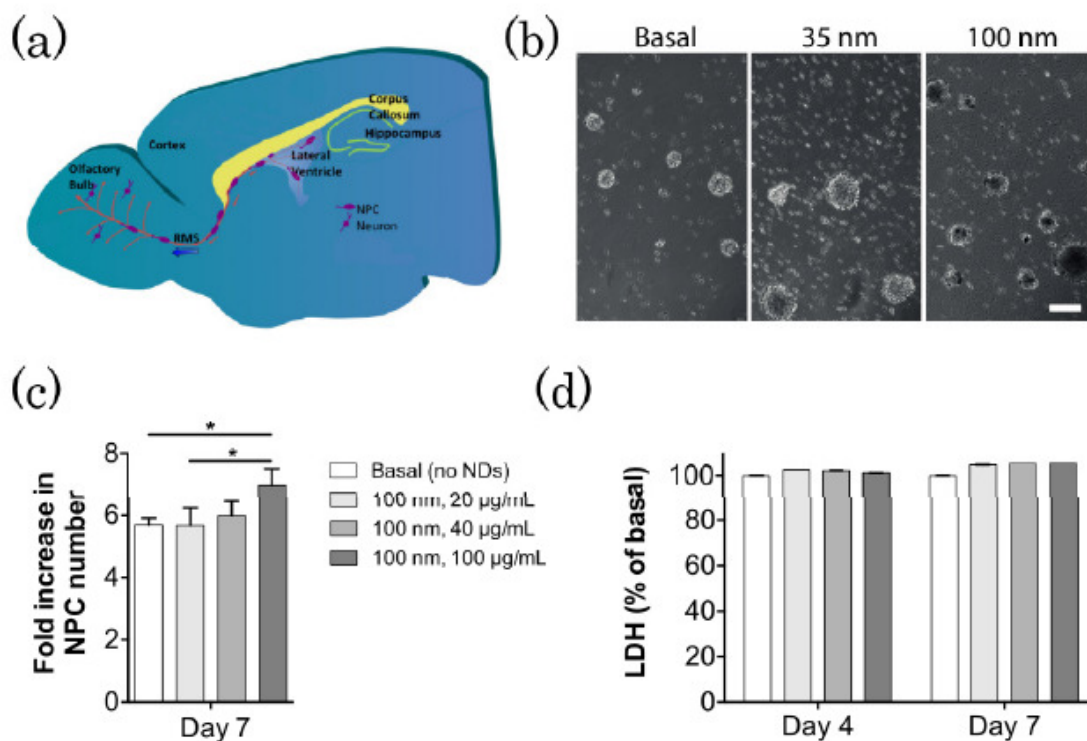 (a)
Corpus
Callosum
Hippocampus
Cortex
Lateral
Ventricle
Olfactory
Bulb
NPC
Neuron
RMS
(b)
Basal 35 nm 100 nm
(c)
Fold increase in
NPC number
8
6
4
2
0
*
*
Day 7
Basal (no NDs)
100 nm, 20 µg/mL
100 nm, 40 µg/mL
100 nm, 100 µg/mL
(d)
LDH (% of basal)
100
80
60
40
20
0
Day 4 Day 7